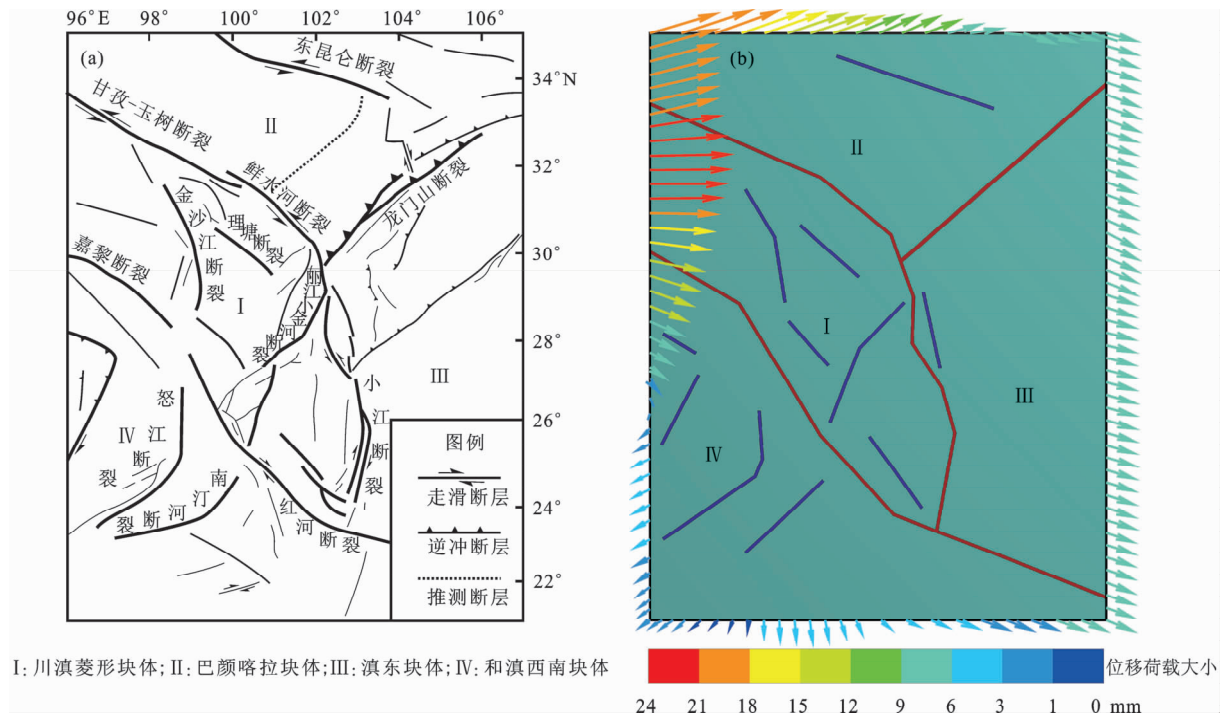 96°E 100° 102° 104° 106°
(a)
东昆仑断裂
34°N
甘孜-玉树断裂
II
32°
鲜水河断裂
龙门山断裂
金沙江断裂
理塘断裂
30°
嘉黎断裂
丽江小金河断裂
I
28°
III
小江断裂
26°
怒江断裂
IV
南汀河断裂
24°
红河断裂
22°
图例
走滑断层
逆冲断层
推测断层
I:川滇菱形块体;II:巴颜喀拉块体;III:滇东块体;IV:和滇西南块体
(b)
II
I
III
IV
位移荷载大小
24 21 18 15 12 9 6 3 1 0 mm